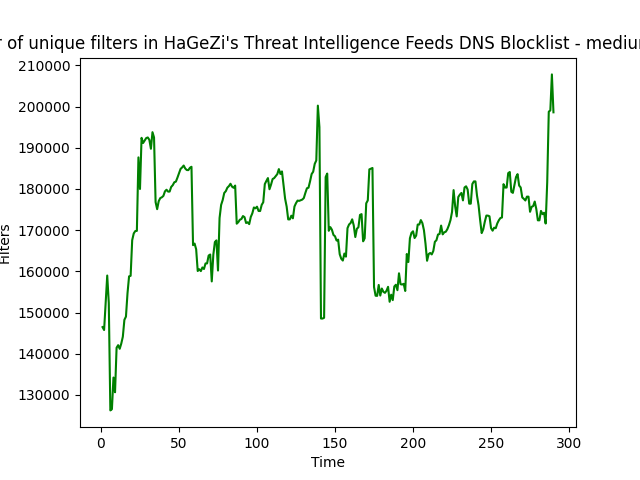 of unique filters in HaGeZi's Threat Intelligence Feeds DNS Blocklist -
210000
200000
190000
180000
170000
160000
150000
140000
130000
Filters
0 50 100 150 200 250 300
Time